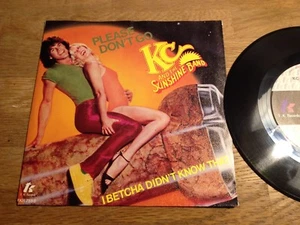 PLEASE
DON'T GO
KC
AND THE
SUNSHINE BAND
I BETCHA DIDN'T KNOW THAT